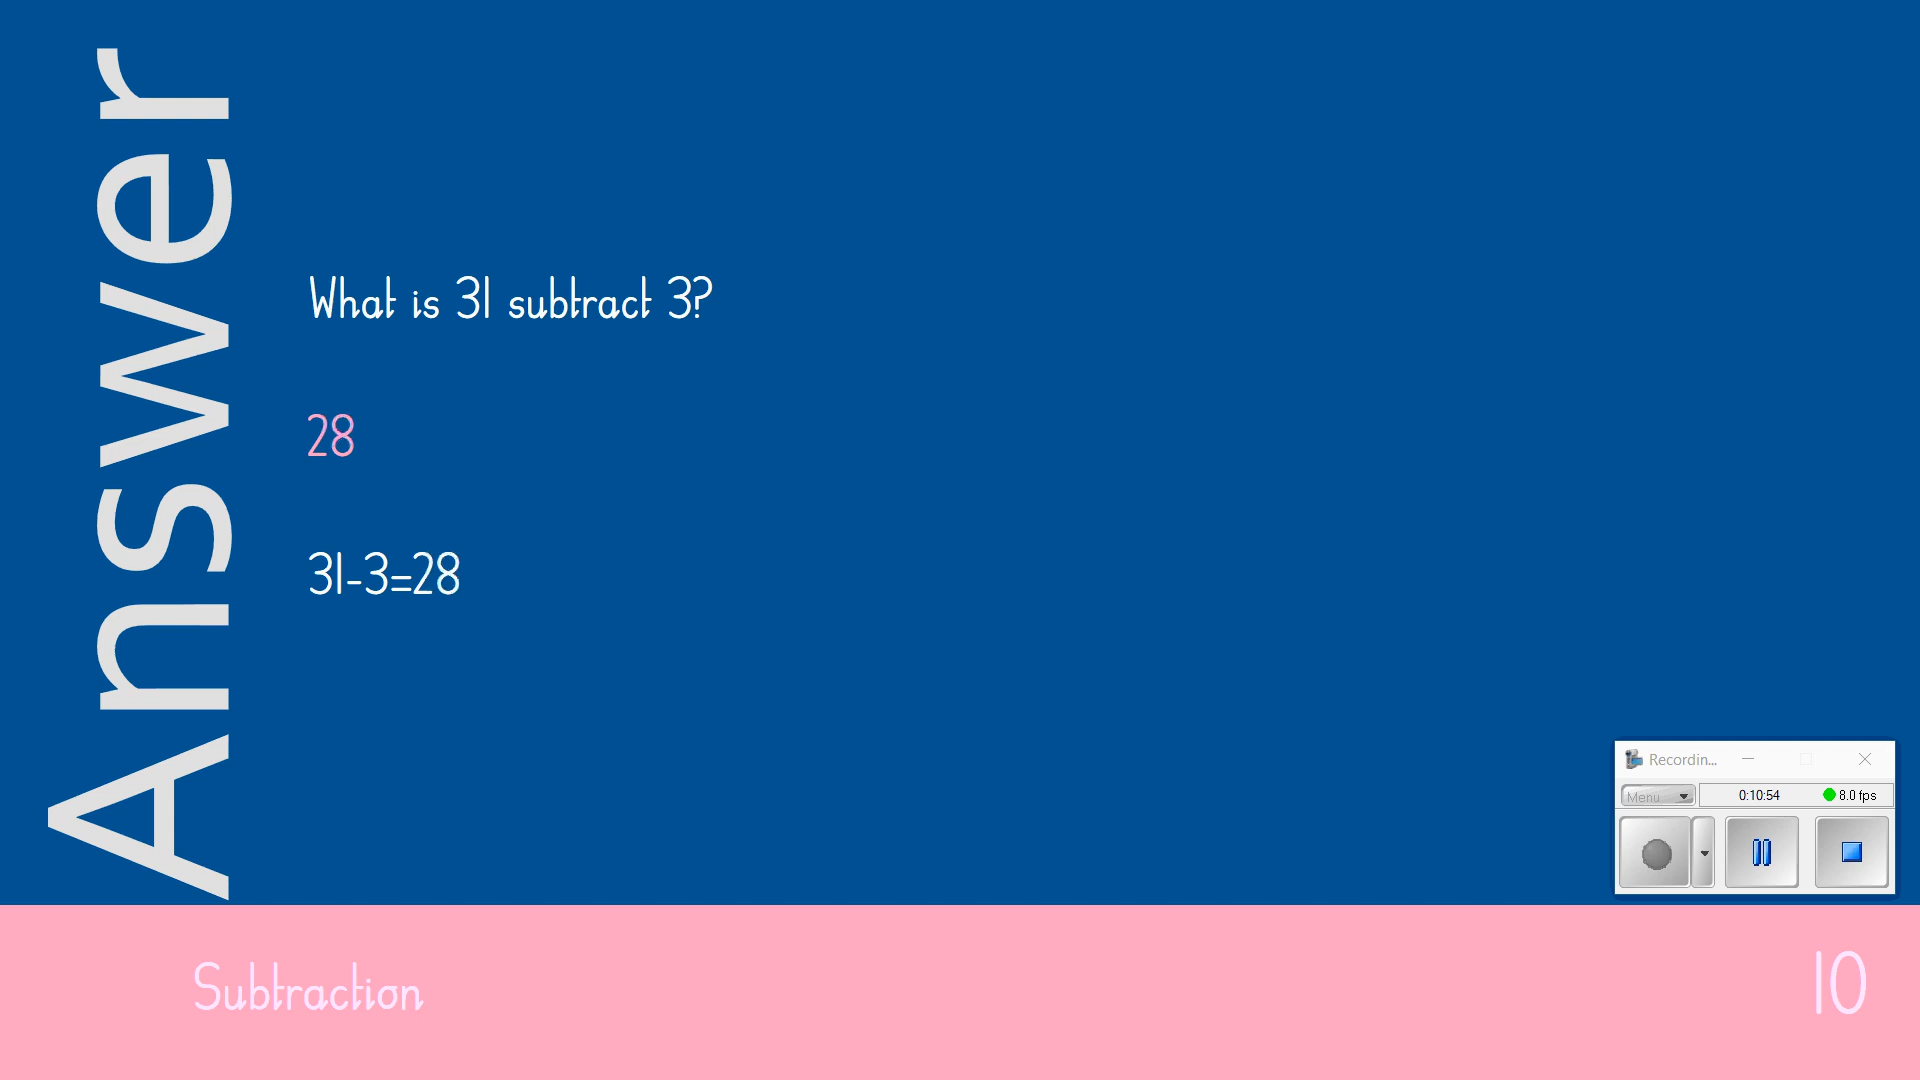 Answer
What is 31 subtract 3?
28
31-3=28
Recordin...
Menu
0:10:54
8.0 fps
Subtraction
10